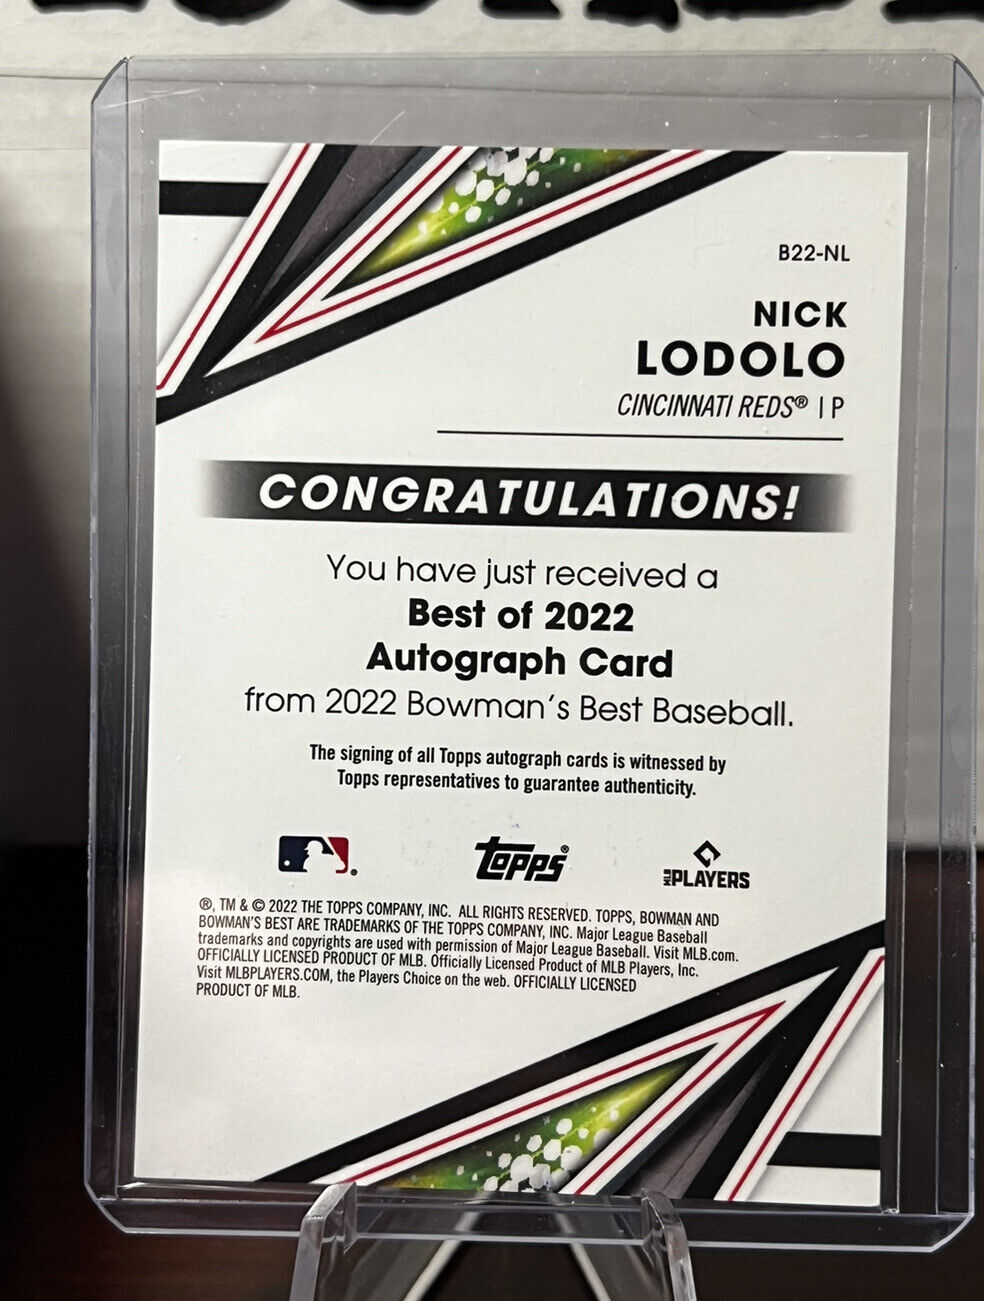 B22-NL
NICK
LODOLO
CINCINNATI REDS® | P
CONGRATULATIONS!
You have just received a
Best of 2022
Autograph Card
from 2022 Bowman's Best Baseball.
The signing of all Topps autograph cards is witnessed by
Topps representatives to guarantee authenticity.
Topps® MLB PLAYERS
®, TM & © 2022 THE TOPPS COMPANY, INC. ALL RIGHTS RESERVED. TOPPS, BOWMAN AND
BOWMAN'S BEST ARE TRADEMARKS OF THE TOPPS COMPANY, INC. Major League Baseball
trademarks and copyrights are used with permission of Major League Baseball. Visit MLB.com.
OFFICIALLY LICENSED PRODUCT OF MLB. Officially Licensed Product of MLB Players, Inc.
Visit MLBPLAYERS.COM, the Players Choice on the web. OFFICIALLY LICENSED
PRODUCT OF MLB.